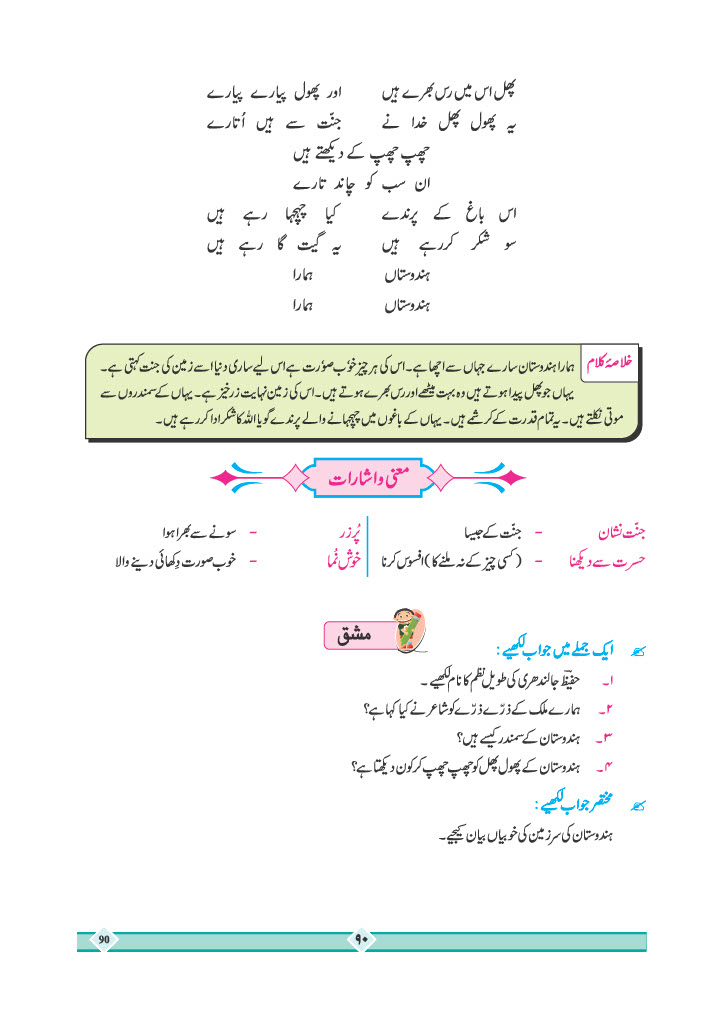 پھل اس میں رس بھرے ہیں اور پھول پیارے پیارے
یہ پھول پھل خدا نے جنّت سے ہیں اُتارے
چھپ چھپ کے دیکھتے ہیں
ان سب کو چاند تارے
اس باغ کے پرندے کیا چہچہا رہے ہیں
سو شکر کررہے ہیں یہ گیت گا رہے ہیں
ہندوستاں ہمارا
ہندوستاں ہمارا
خلاصۂ کلام
ہمارا ہندوستان سارے جہاں سے اچھا ہے۔ اس کی ہر چیز خوٗب صورت ہے اس لیے ساری دنیا اسے زمین کی جنت کہتی ہے۔
یہاں جو پھل پیدا ہوتے ہیں وہ بہت میٹھے اور رس بھرے ہوتے ہیں۔ اس کی زمین نہایت زرخیز ہے۔ یہاں کے سمندروں سے
موتی نکلتے ہیں۔ یہ تمام قدرت کے کرشمے ہیں۔ یہاں کے باغوں میں چہچہانے والے پرندے گویا اللہ کا شکر ادا کررہے ہیں۔
معنی و اشارات
جنّت نشان - جنّت کے جیسا
حسرت سے دیکھنا - (کسی چیز کے نہ ملنے کا) افسوس کرنا
پُر زر - سونے سے بھرا ہوا
خوش نُما - خوب صورت دِکھائی دینے والا
مشق
ایک جملے میں جواب لکھیے :
۱۔ حفیظؔ جالندھری کی طویل نظم کا نام لکھیے۔
۲۔ ہمارے ملک کے ذرّے ذرّے کو شاعر نے کیا کہا ہے؟
۳۔ ہندوستان کے سمندر کیسے ہیں؟
۴۔ ہندوستان کے پھول پھل کو چھپ چھپ کر کون دیکھتا ہے؟
مختصر جواب لکھیے :
ہندوستان کی سرزمین کی خوبیاں بیان کیجیے۔
90
۹۰